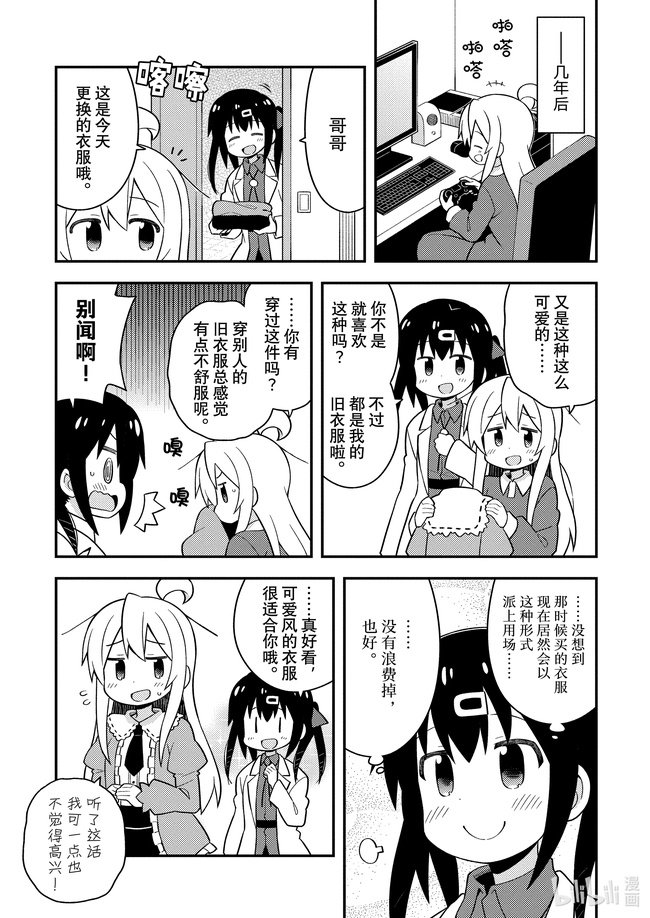 ——几年后
啪
嗒
啪
嗒
喀嚓
哥哥
这是今天
更换的衣服哦。
又是这种这么
可爱的……
你不是
就喜欢
这种吗？
不过
都是我的
旧衣服啦。
……你有
穿过这件吗？
穿别人的
旧衣服总感觉
有点不舒服呢。
嗅
嗅
别闻啊！
……没想到
那时候买的衣服
现在居然会以
这种形式
派上用场……
没有浪费掉，
也好。
……真好看，
可爱风的衣服
很适合你哦。
听了这话
我可一点也
不觉得高兴！
bilibili
漫画